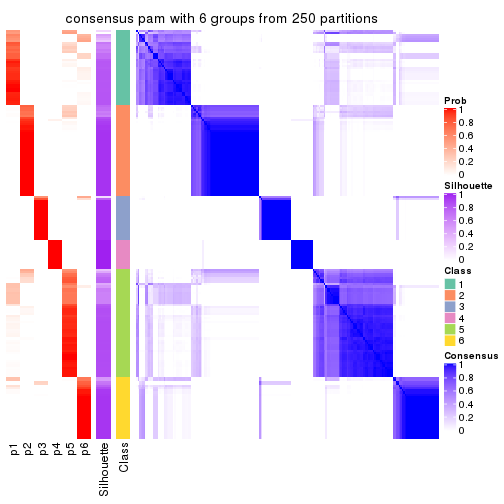 consensus pam with 6 groups from 250 partitions
Prob
1
0.8
0.6
0.4
0.2
0
Silhouette
1
0.8
0.6
0.4
0.2
0
Class
1
2
3
4
5
6
Consensus
1
0.8
0.6
0.4
0.2
0
p1
p2
p3
p4
p5
p6
Silhouette
Class